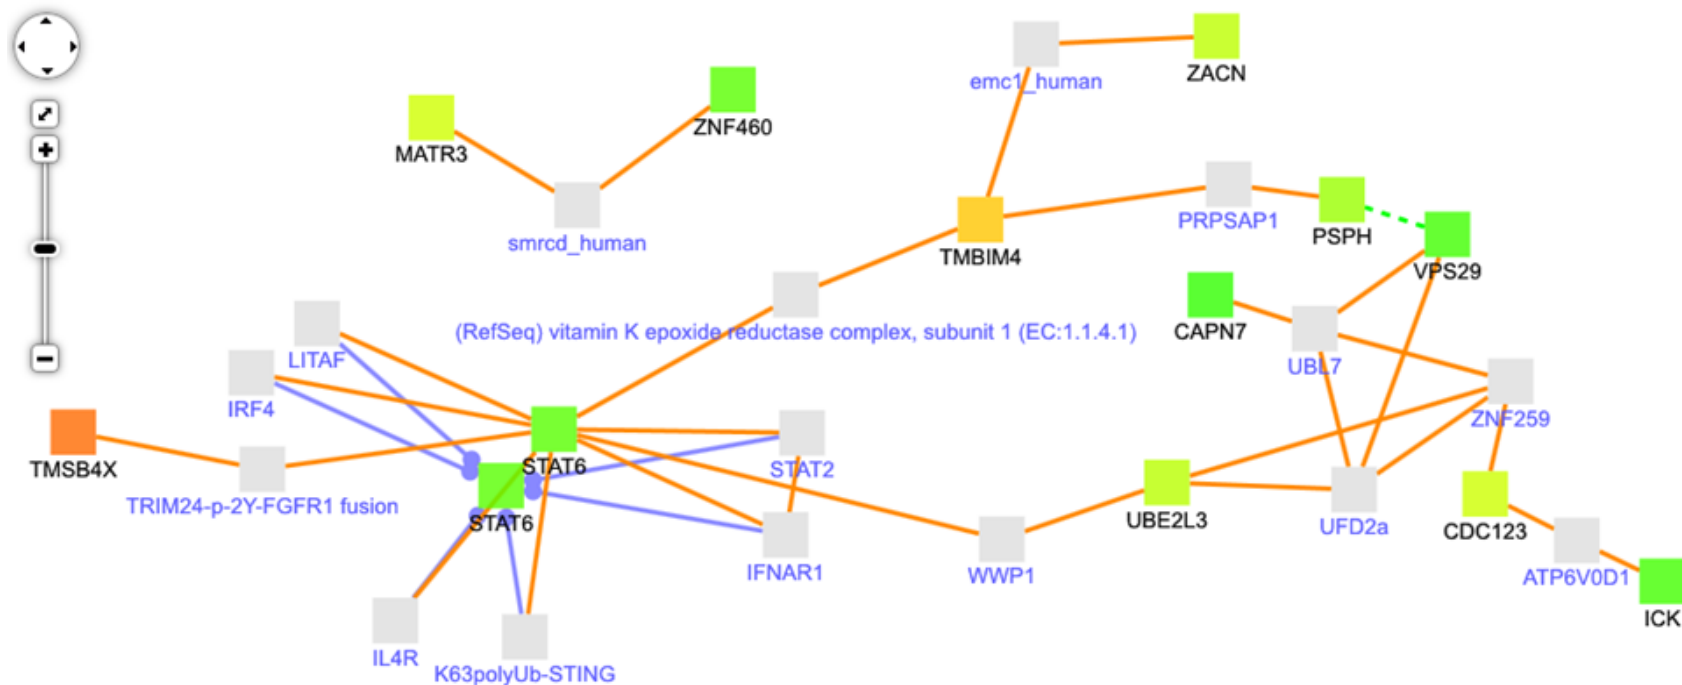 ZACN
emc1_human
ZNF460
MATR3
smrcd_human
PRPSAP1
PSPH
TMBIM4
VPS29
(RefSeq) vitamin K epoxide reductase complex, subunit 1 (EC:1.1.4.1)
CAPN7
LITAF
UBL7
IRF4
ZNF259
TMSB4X
STAT6
STAT2
TRIM24-p-2Y-FGFR1 fusion
STAT6
UBE2L3
UFD2a
CDC123
IFNAR1
WWP1
ATP6V0D1
ICK
IL4R
K63polyUb-STING